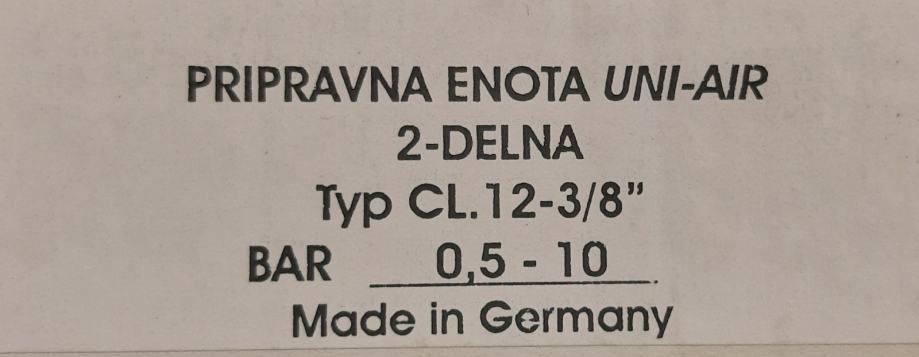 PRIPRAVNA ENOTA UNI-AIR
2-DELNA
Typ CL.12-3/8”
BAR 0,5 - 10
Made in Germany